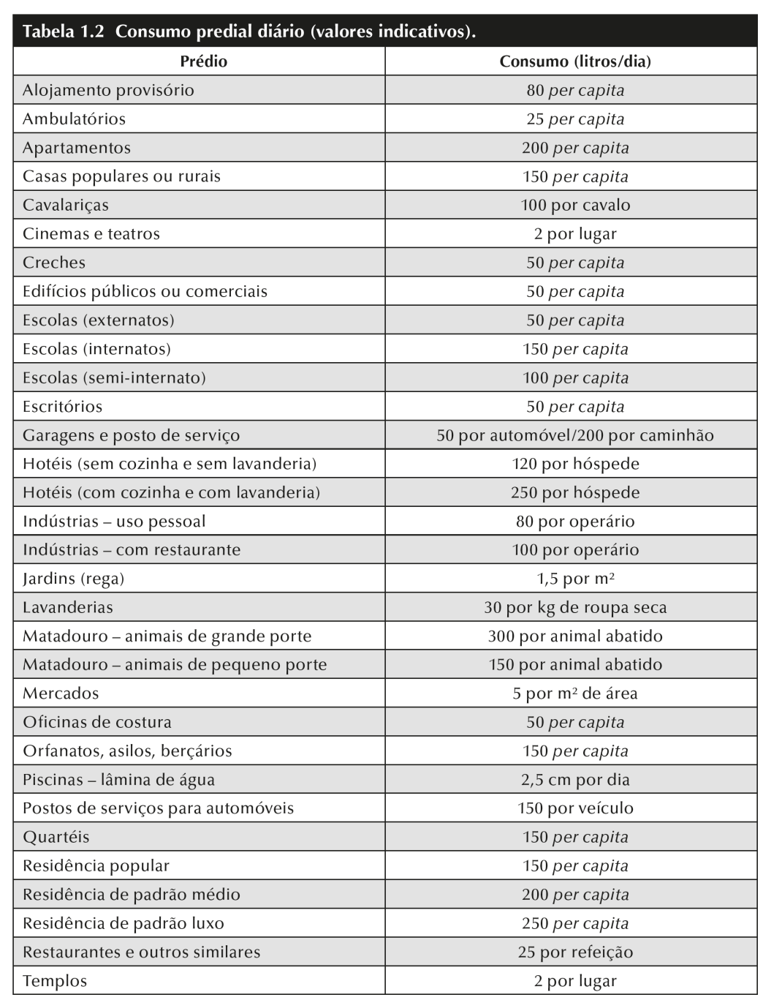 Tabela 1.2 Consumo predial diário (valores indicativos).
Prédio Consumo (litros/dia)
Alojamento provisório 80 per capita
Ambulatórios 25 per capita
Apartamentos 200 per capita
Casas populares ou rurais 150 per capita
Cavalariças 100 por cavalo
Cinemas e teatros 2 por lugar
Creches 50 per capita
Edifícios públicos ou comerciais 50 per capita
Escolas (externatos) 50 per capita
Escolas (internatos) 150 per capita
Escolas (semi-internato) 100 per capita
Escritórios 50 per capita
Garagens e posto de serviço 50 por automóvel/200 por caminhão
Hotéis (sem cozinha e sem lavanderia) 120 por hóspede
Hotéis (com cozinha e com lavanderia) 250 por hóspede
Indústrias – uso pessoal 80 por operário
Indústrias – com restaurante 100 por operário
Jardins (rega) 1,5 por m²
Lavanderias 30 por kg de roupa seca
Matadouro – animais de grande porte 300 por animal abatido
Matadouro – animais de pequeno porte 150 por animal abatido
Mercados 5 por m² de área
Oficinas de costura 50 per capita
Orfanatos, asilos, berçários 150 per capita
Piscinas – lâmina de água 2,5 cm por dia
Postos de serviços para automóveis 150 por veículo
Quartéis 150 per capita
Residência popular 150 per capita
Residência de padrão médio 200 per capita
Residência de padrão luxo 250 per capita
Restaurantes e outros similares 25 por refeição
Templos 2 por lugar